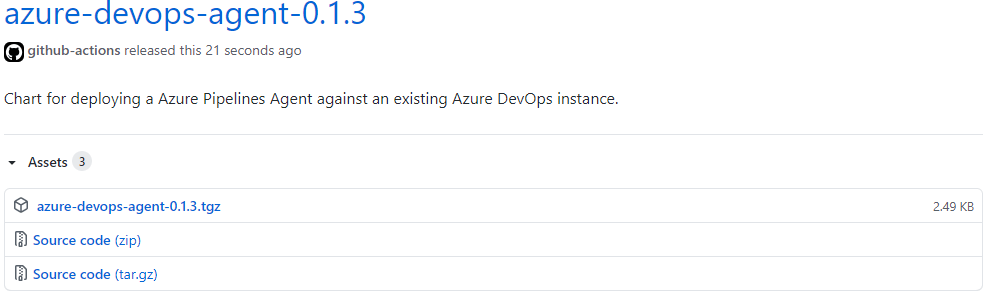 azure-devops-agent-0.1.3
github-actions released this 21 seconds ago
Chart for deploying a Azure Pipelines Agent against an existing Azure DevOps instance.
Assets 3
azure-devops-agent-0.1.3.tgz 2.49 KB
Source code (zip)
Source code (tar.gz)